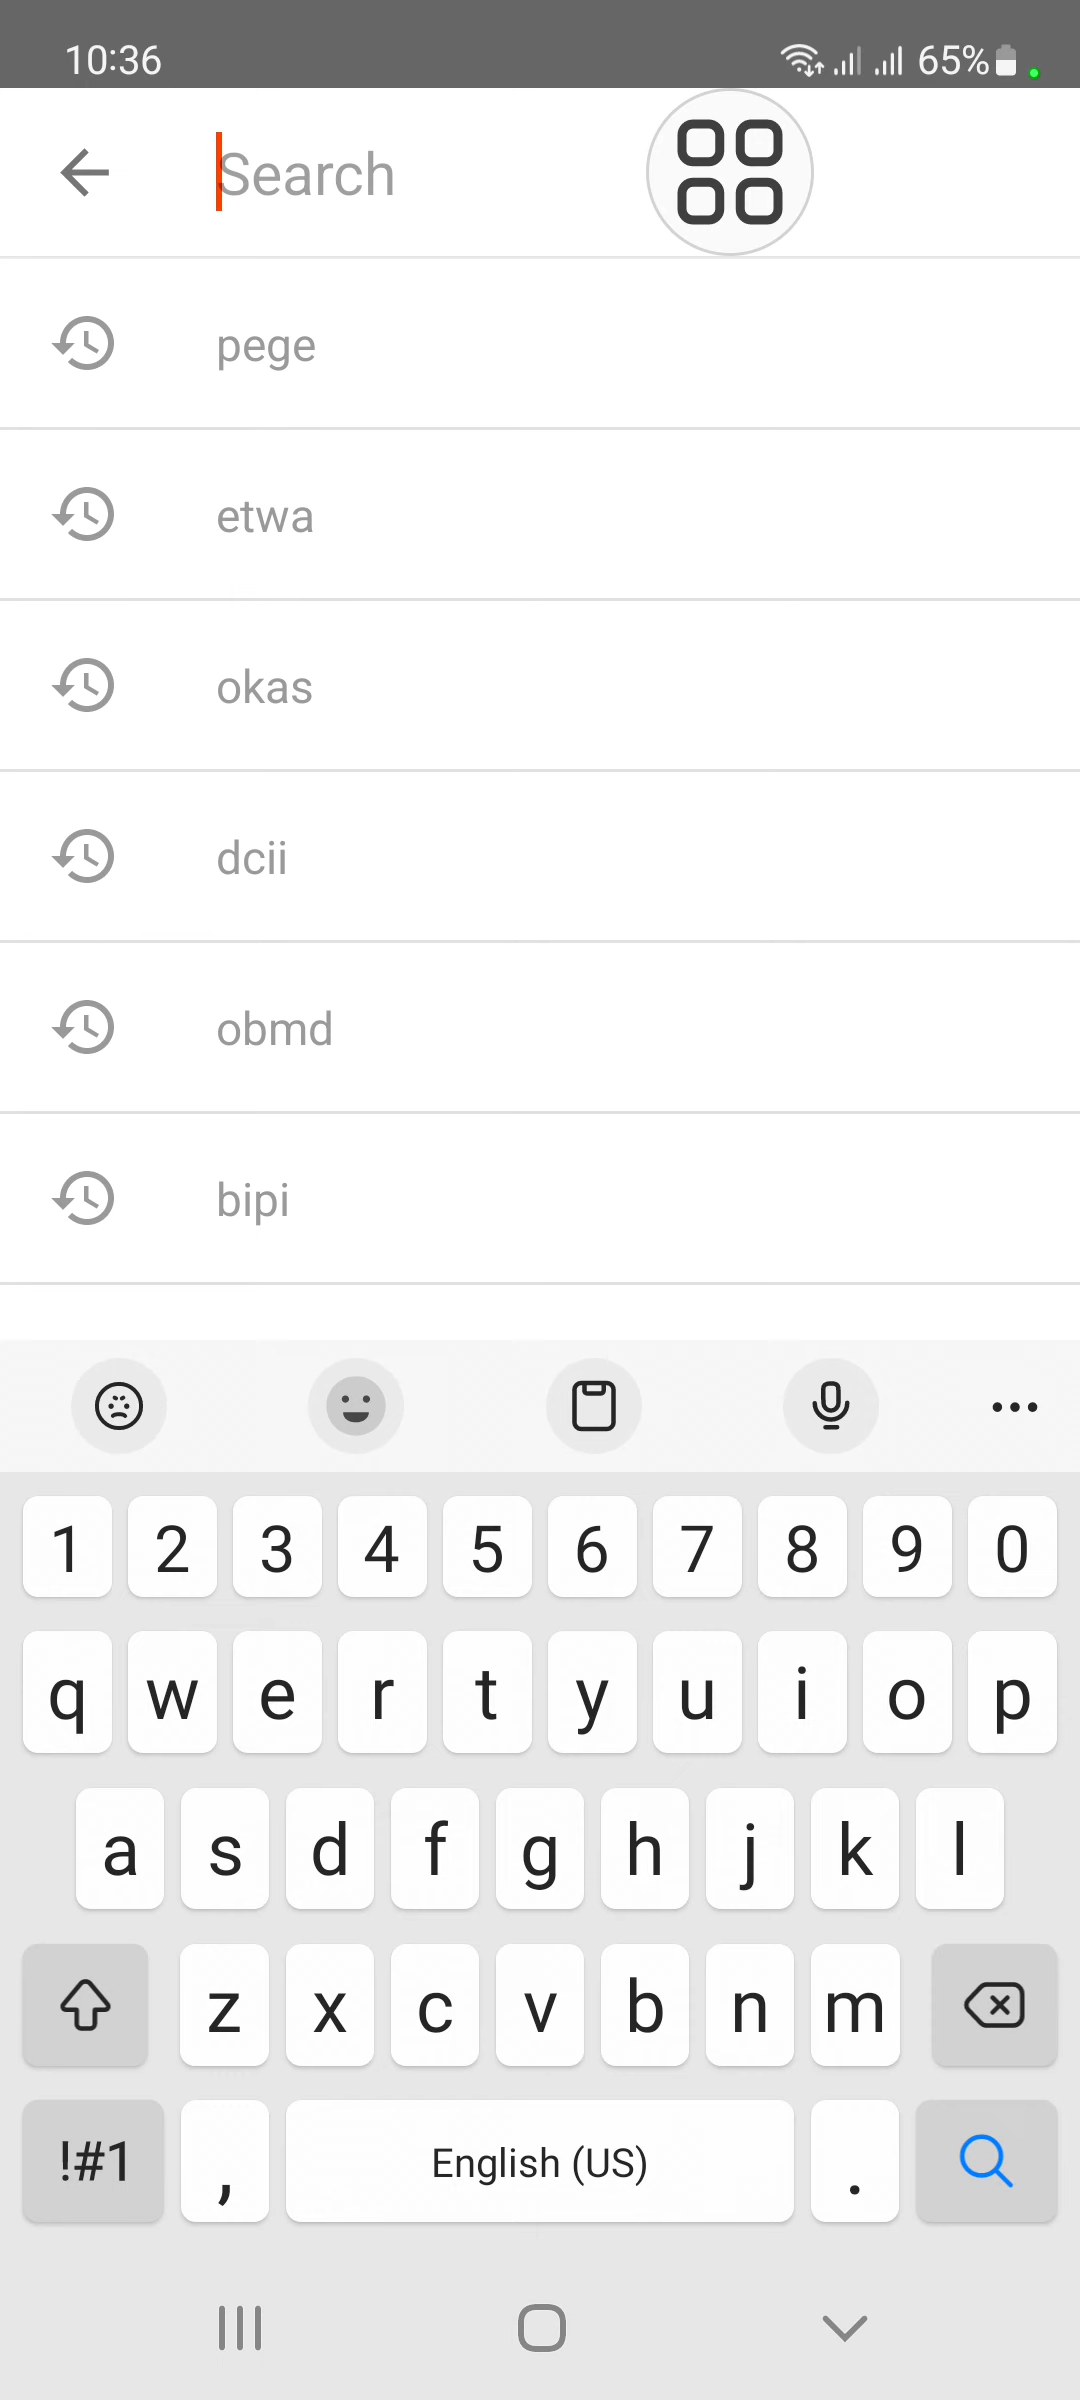 10:36
65%
Search
pege
etwa
okas
dcii
obmd
bipi
1 2 3 4 5 6 7 8 9 0
q w e r t y u i o p
a s d f g h j k l
z x c v b n m
!#1 , English (US) .